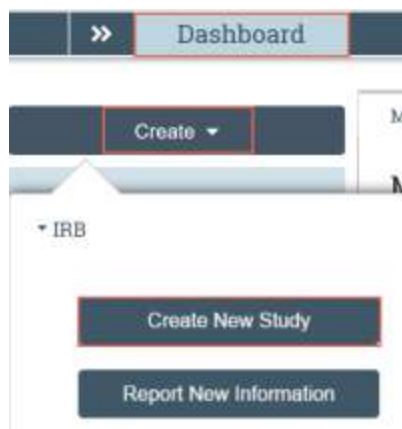 » Dashboard
Create
IRB
Create New Study
Report New Information